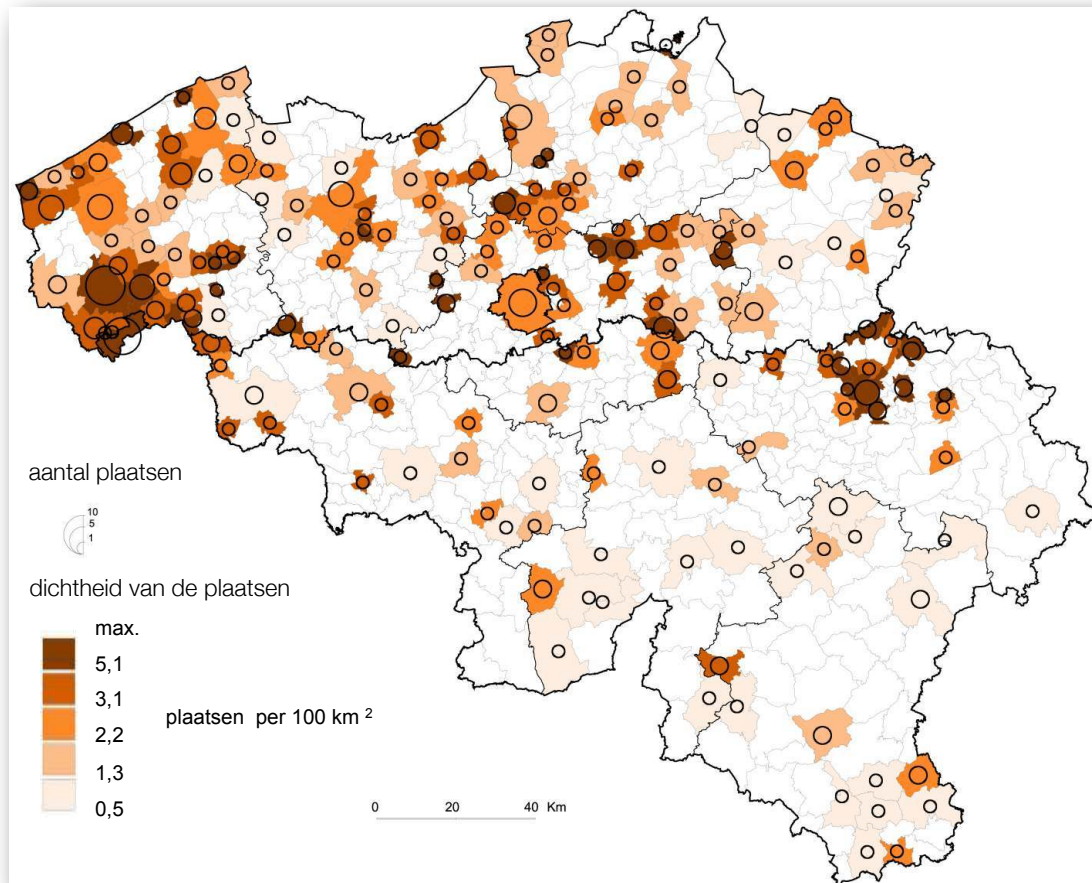 aantal plaatsen
10
5
1
dichtheid van de plaatsen
max.
5,1
3,1
2,2
1,3
0,5
plaatsen per 100 km ²
0 20 40 Km